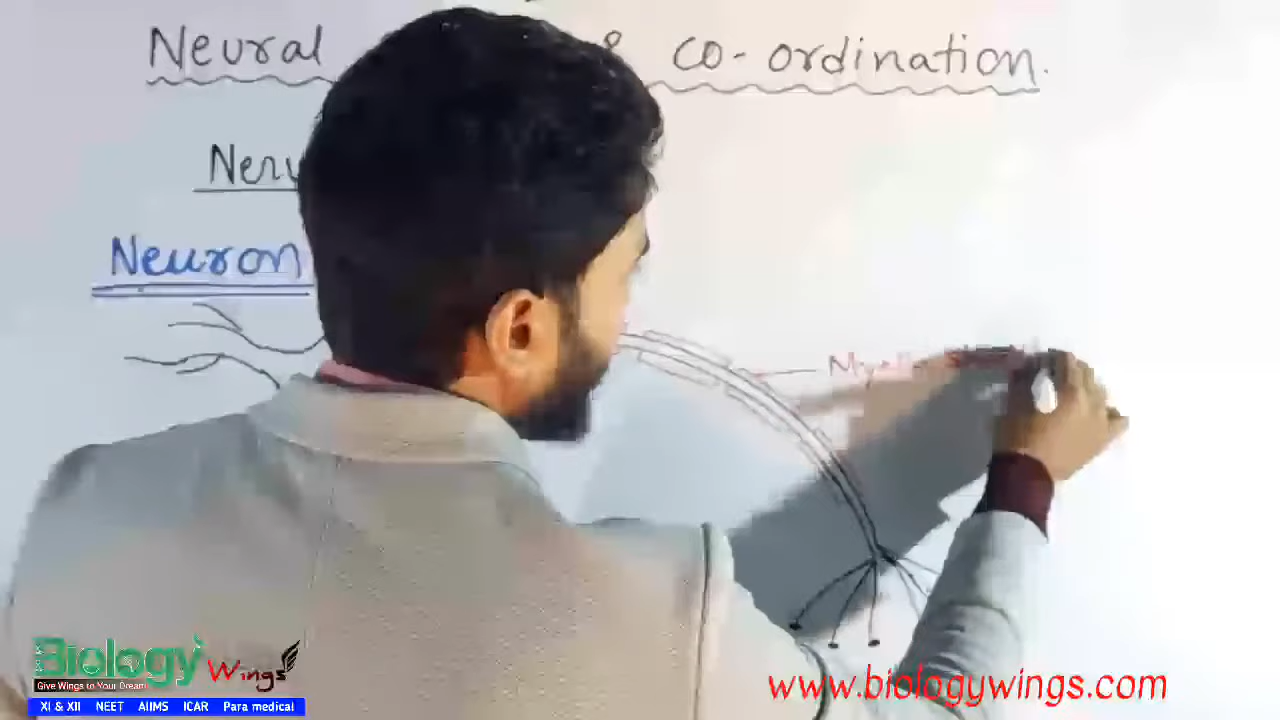 Neural & co-ordination.
Nerv
Neuron
Myelin
Biology Wings
Give Wings to Your Dream
XI & XII NEET AIIMS ICAR Para medical
www.biologywings.com